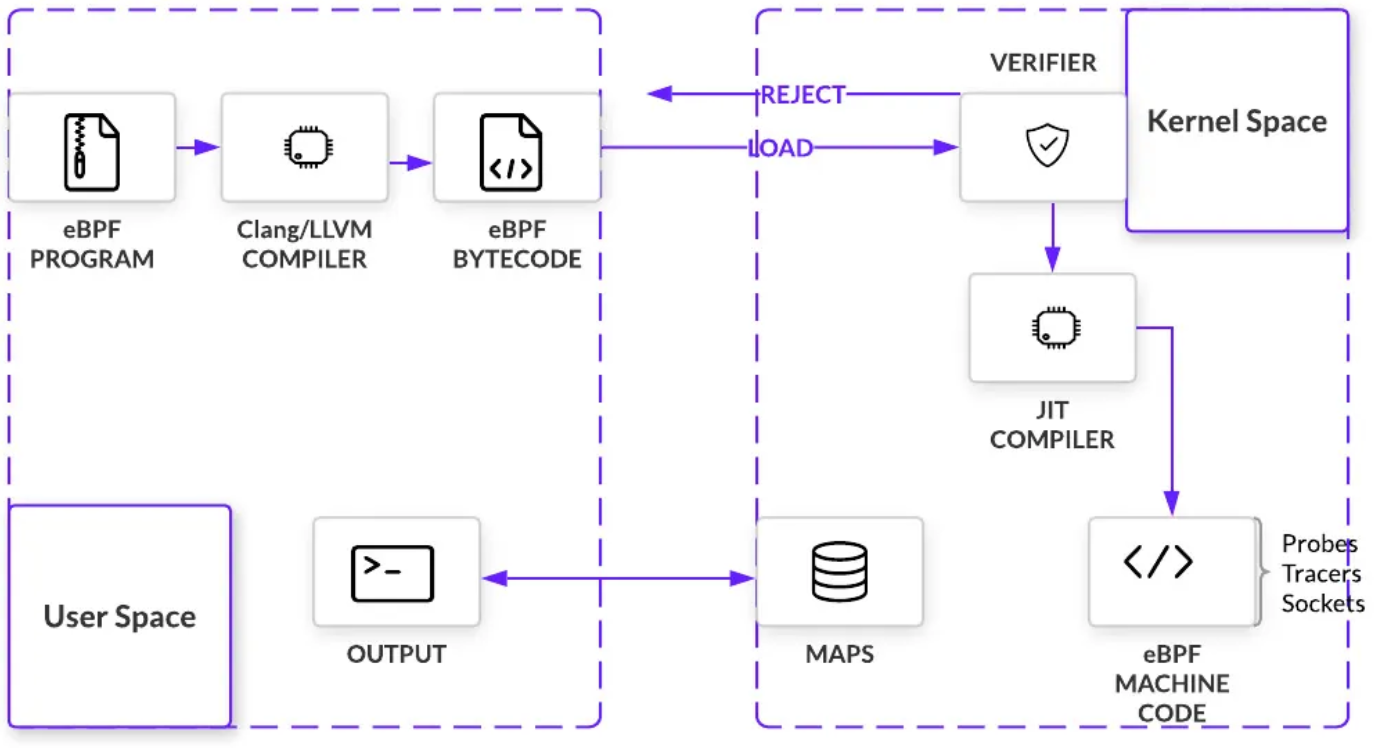 VERIFIER
REJECT
Kernel Space
LOAD
eBPF
PROGRAM
Clang/LLVM
COMPILER
eBPF
BYTECODE
JIT
COMPILER
User Space
>_
OUTPUT
MAPS
</>
eBPF
MACHINE
CODE
Probes
Tracers
Sockets